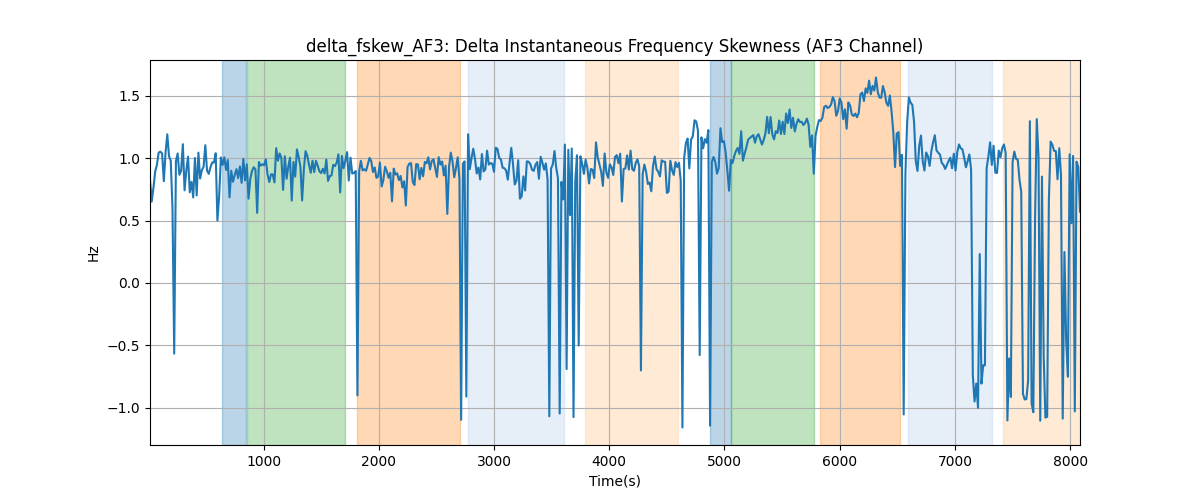 delta_fskew_AF3: Delta Instantaneous Frequency Skewness (AF3 Channel)
1.5
1.0
0.5
0.0
−0.5
−1.0
Hz
1000 2000 3000 4000 5000 6000 7000 8000
Time(s)